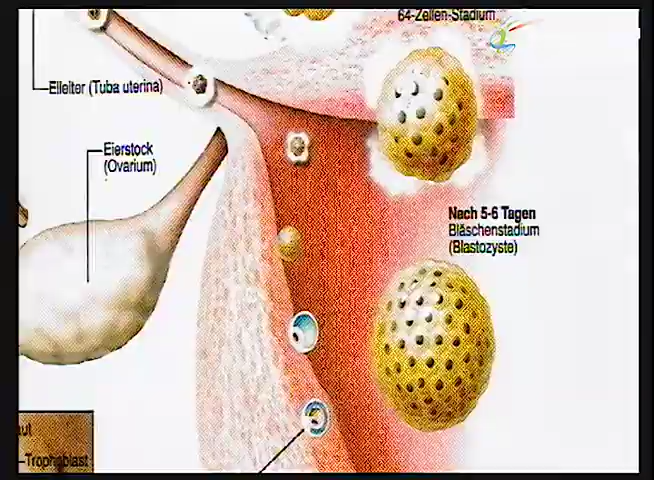 64-Zellen-Stadium
Eileiter (Tuba uterina)
Eierstock
(Ovarium)
Nach 5-6 Tagen
Bläschenstadium
(Blastozyste)
Trophoblast